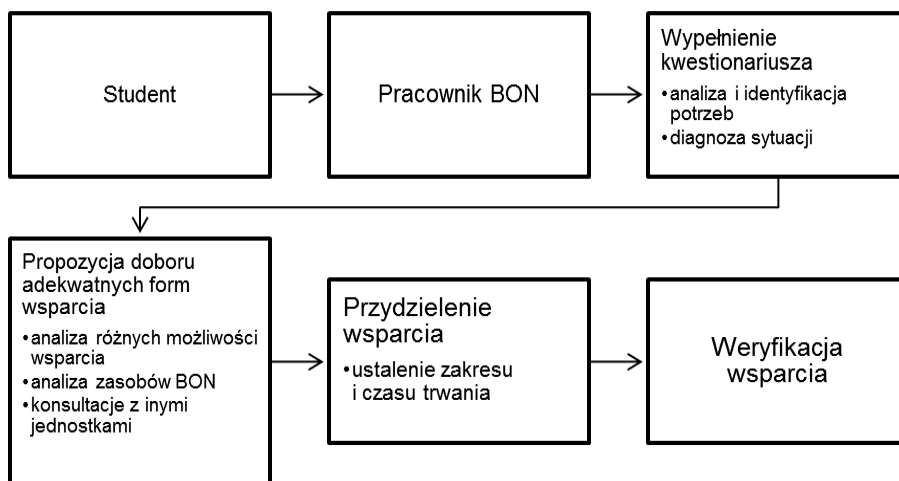 Student
Pracownik BON
Wypełnienie
kwestionariusza
•analiza i identyfikacja
potrzeb
•diagnoza sytuacji
Propozycja doboru
adekwatnych form
wsparcia
•analiza różnych możliwości
wsparcia
•analiza zasobów BON
•konsultacje z inymi
jednostkami
Przydzielenie
wsparcia
•ustalenie zakresu
i czasu trwania
Weryfikacja
wsparcia